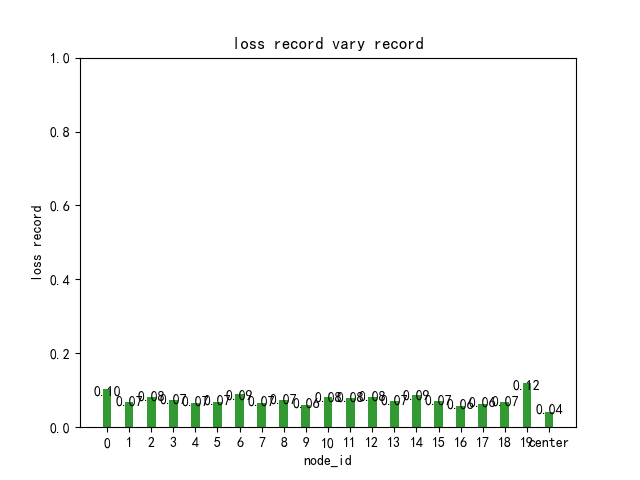 loss record vary record
1.0
0.8
0.6
0.4
0.2
0.0
loss record
0.10 0.07 0.08 0.07 0.07 0.07 0.09 0.07 0.07 0.06 0.08 0.08 0.08 0.07 0.09 0.07 0.06 0.06 0.07 0.12 0.04
0 1 2 3 4 5 6 7 8 9 10 11 12 13 14 15 16 17 18 19 center
node_id